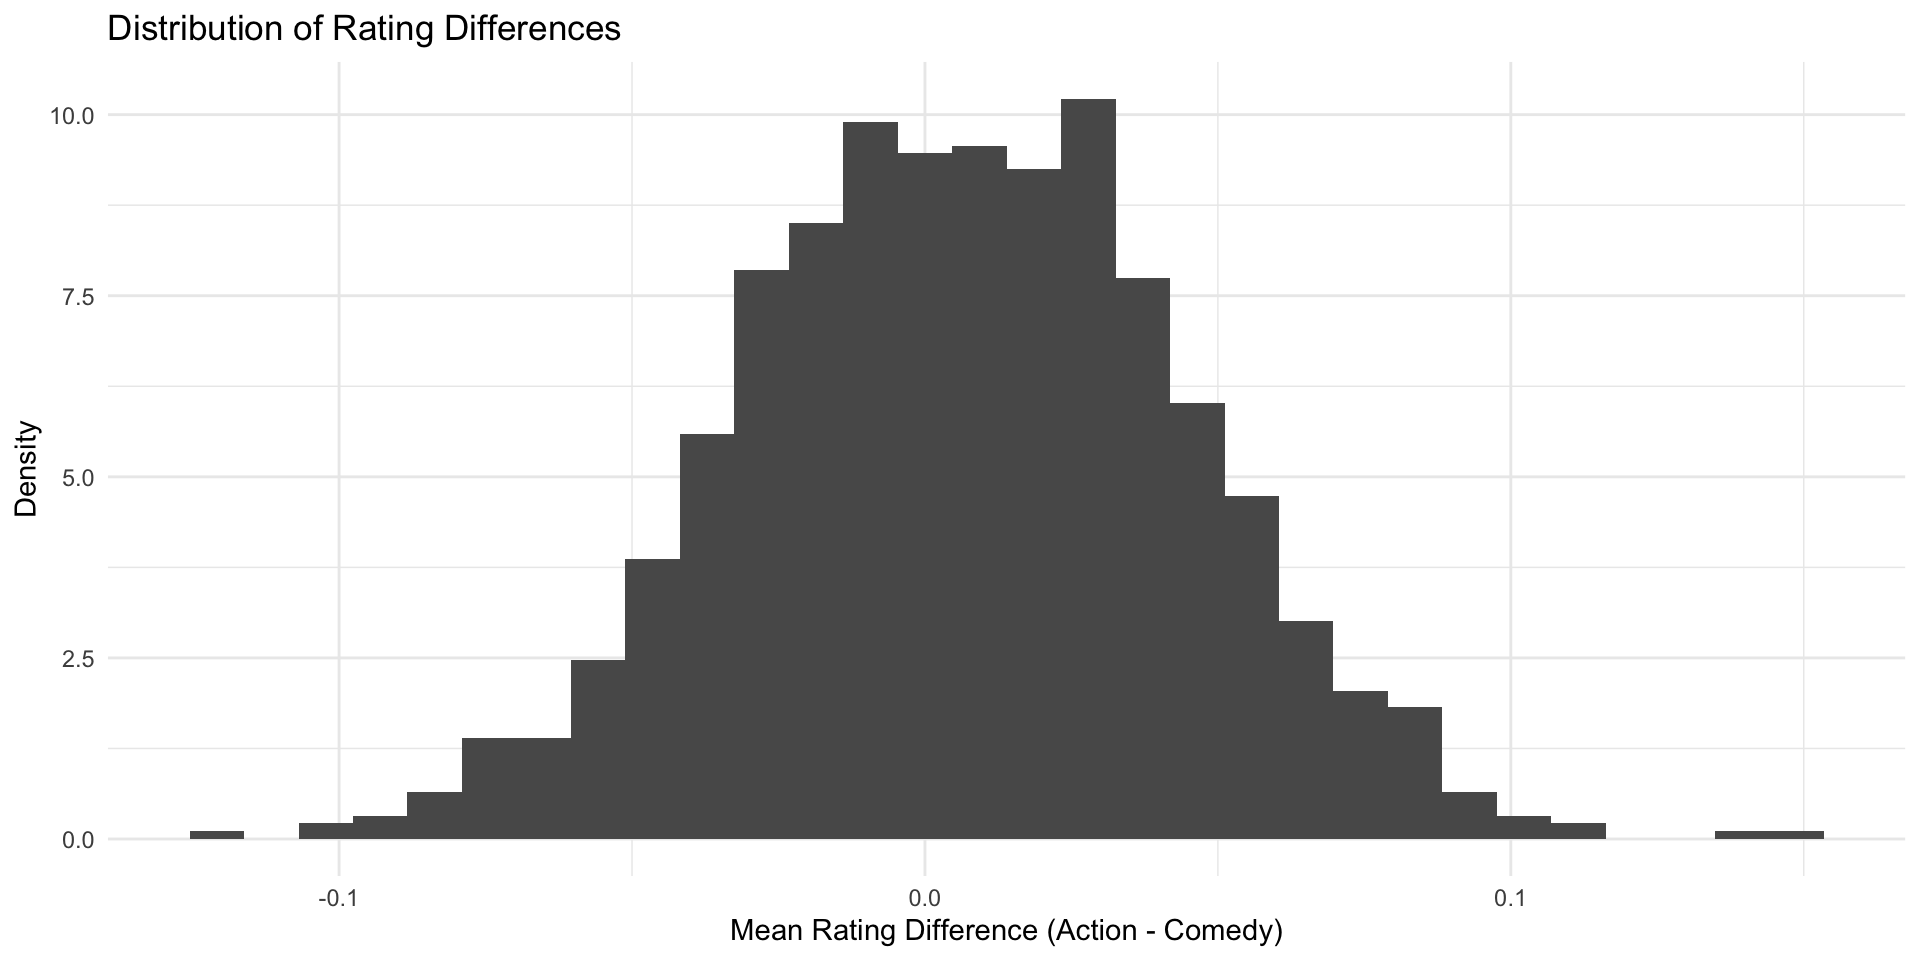 Distribution of Rating Differences
10.0
7.5
5.0
2.5
0.0
Density
-0.1
0.0
0.1
Mean Rating Difference (Action - Comedy)